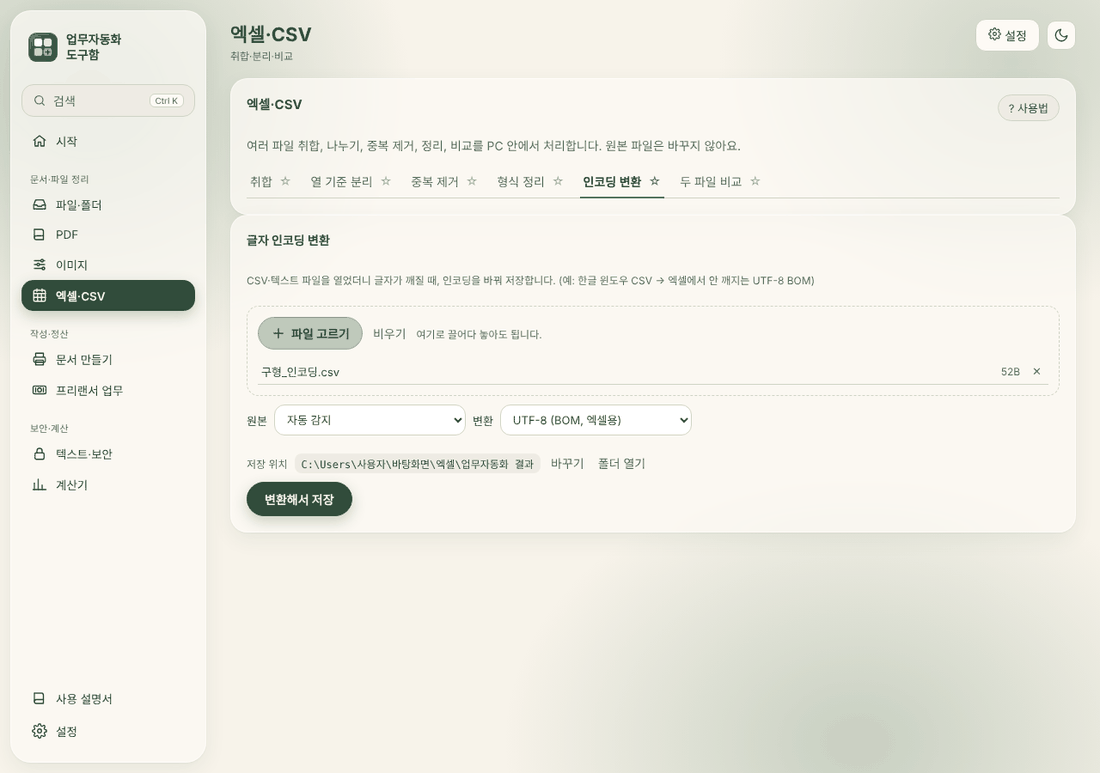 업무자동화
도구함
검색 Ctrl K
시작
문서·파일 정리
파일·폴더
PDF
이미지
엑셀·CSV
작성·정산
문서 만들기
프리랜서 업무
보안·계산
텍스트·보안
계산기
사용 설명서
설정
엑셀·CSV
취합·분리·비교
설정
엑셀·CSV
? 사용법
여러 파일 취합, 나누기, 중복 제거, 정리, 비교를 PC 안에서 처리합니다. 원본 파일은 바꾸지 않아요.
취합 ☆ 열 기준 분리 ☆ 중복 제거 ☆ 형식 정리 ☆ 인코딩 변환 ☆ 두 파일 비교 ☆
글자 인코딩 변환
CSV·텍스트 파일을 열었더니 글자가 깨질 때, 인코딩을 바꿔 저장합니다. (예: 한글 윈도우 CSV → 엑셀에서 안 깨지는 UTF-8 BOM)
+ 파일 고르기 비우기 여기로 끌어다 놓아도 됩니다.
구형_인코딩.csv 52B ×
원본 자동 감지 변환 UTF-8 (BOM, 엑셀용)
저장 위치 C:\Users\사용자\바탕화면\엑셀\업무자동화 결과 바꾸기 폴더 열기
변환해서 저장